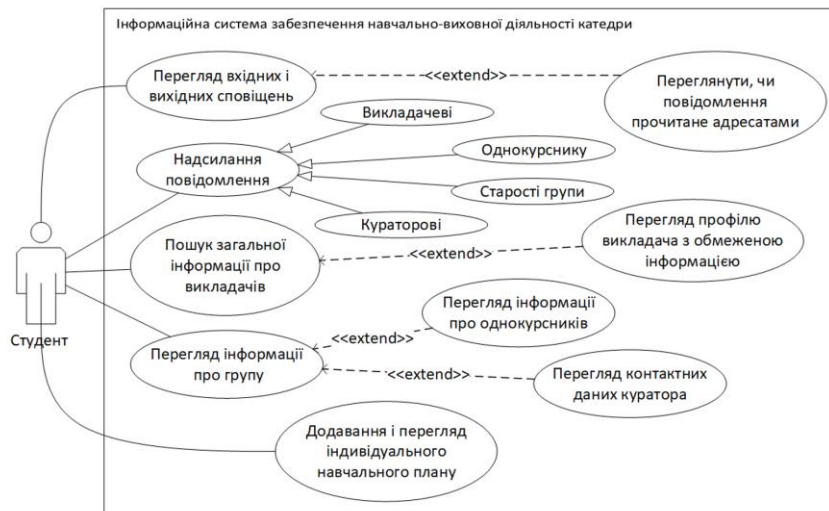 Інформаційна система забезпечення навчально-виховної діяльності катедри
Перегляд вхідних і
вихідних сповіщень
<<extend>>
Переглянути, чи
повідомлення
прочитане адресатами
Викладачеві
Надсилання
повідомлення
Однокурснику
Старості групи
Кураторові
Пошук загальної
інформації про
викладачів
<<extend>>
Перегляд профілю
викладача з обмеженою
інформацією
Студент
Перегляд інформації
про групу
<<extend>>
Перегляд інформації
про однокурсників
<<extend>>
Перегляд контактних
даних куратора
Додавання і перегляд
індивідуального
навчального плану